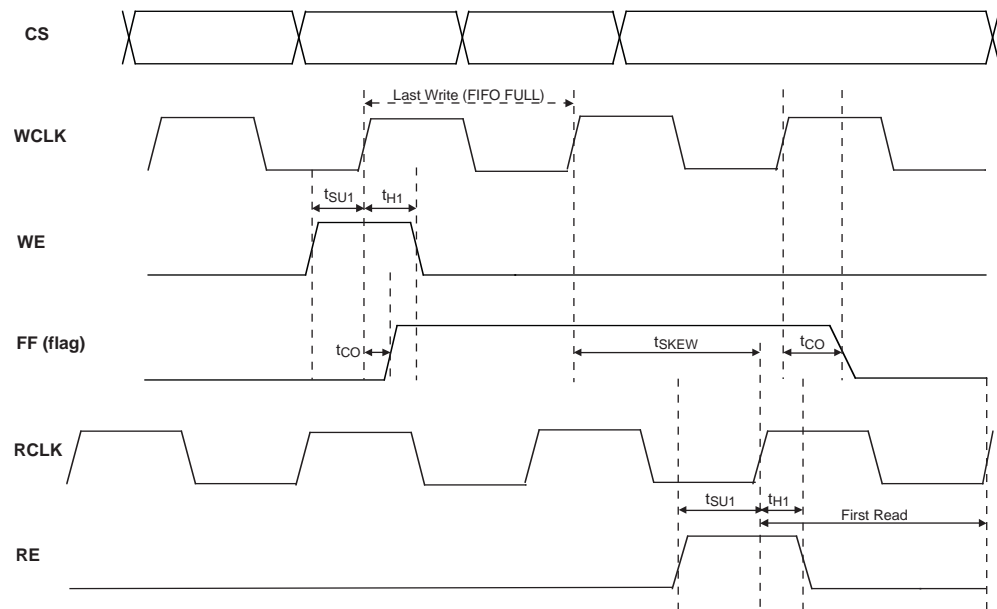 CS
Last Write (FIFO FULL)
WCLK
tSU1 tH1
WE
FF (flag)
tCO tSKEW tCO
RCLK
tSU1 tH1
First Read
RE